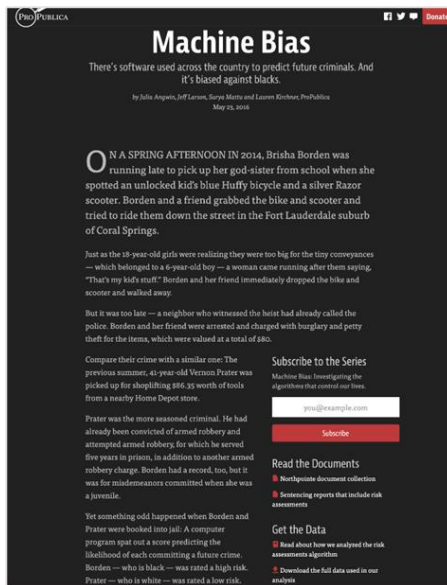 PROPUBLICA
Donate
Machine Bias
There's software used across the country to predict future criminals. And
it's biased against blacks.
by Julia Angwin, Jeff Larson, Surya Mattu and Lauren Kirchner, ProPublica
May 23, 2016
ON A SPRING AFTERNOON IN 2014, Brisha Borden was
running late to pick up her god-sister from school when she
spotted an unlocked kid's blue Huffy bicycle and a silver Razor
scooter. Borden and a friend grabbed the bike and scooter and
tried to ride them down the street in the Fort Lauderdale suburb
of Coral Springs.
Just as the 18-year-old girls were realizing they were too big for the tiny conveyances
— which belonged to a 6-year-old boy — a woman came running after them saying,
"That's my kid's stuff." Borden and her friend immediately dropped the bike and
scooter and walked away.
But it was too late — a neighbor who witnessed the heist had already called the
police. Borden and her friend were arrested and charged with burglary and petty
theft for the items, which were valued at a total of $80.
Compare their crime with a similar one: The
previous summer, 41-year-old Vernon Prater was
picked up for shoplifting $86.35 worth of tools
from a nearby Home Depot store.
Prater was the more seasoned criminal. He had
already been convicted of armed robbery and
attempted armed robbery, for which he served
five years in prison, in addition to another armed
robbery charge. Borden had a record, too, but it
was for misdemeanors committed when she was
a juvenile.
Yet something odd happened when Borden and
Prater were booked into jail: A computer
program spat out a score predicting the
likelihood of each committing a future crime.
Borden — who is black — was rated a high risk.
Prater — who is white — was rated a low risk.
Subscribe to the Series
Machine Bias: Investigating the
algorithms that control our lives.
you@example.com
Subscribe
Read the Documents
Northpointe document collection
Sentencing reports that include risk
assessments
Get the Data
Read about how we analyzed the risk
assessments algorithm
Download the full data used in our
analysis